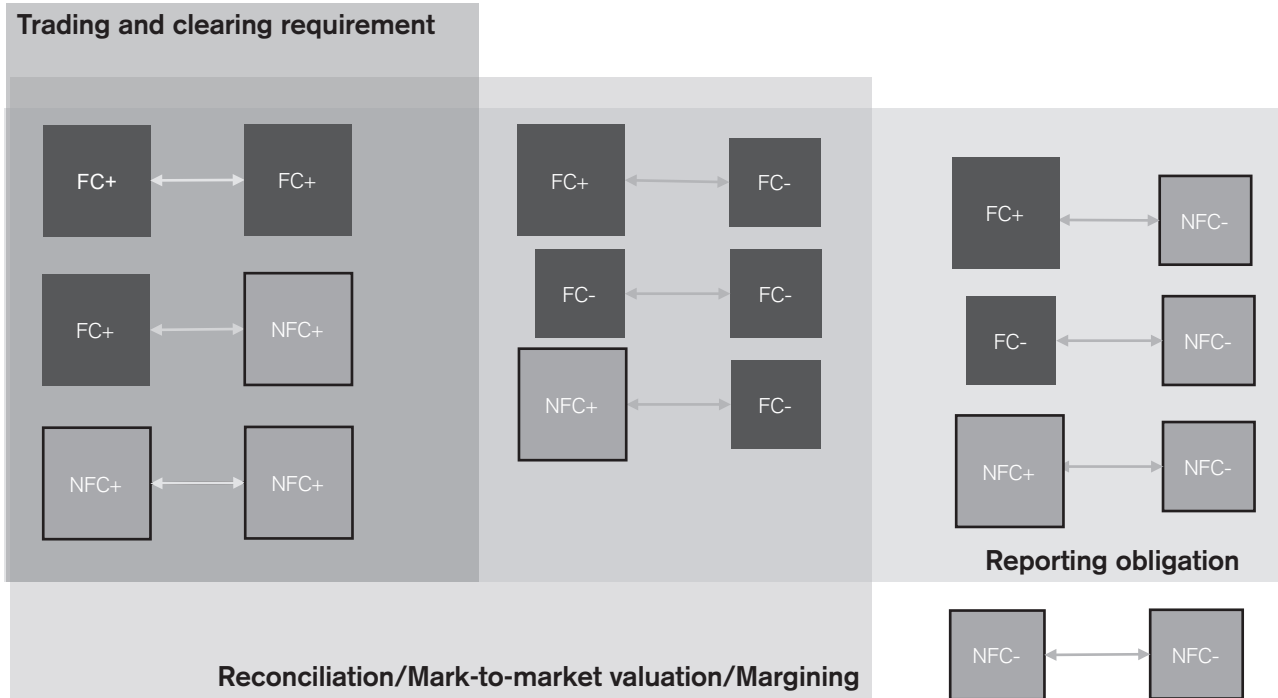 Trading and clearing requirement
FC+ FC+
FC+ NFC+
NFC+ NFC+
FC+ FC-
FC- FC-
NFC+ FC-
FC+ NFC-
FC- NFC-
NFC+ NFC-
Reporting obligation
NFC- NFC-
Reconciliation/Mark-to-market valuation/Margining